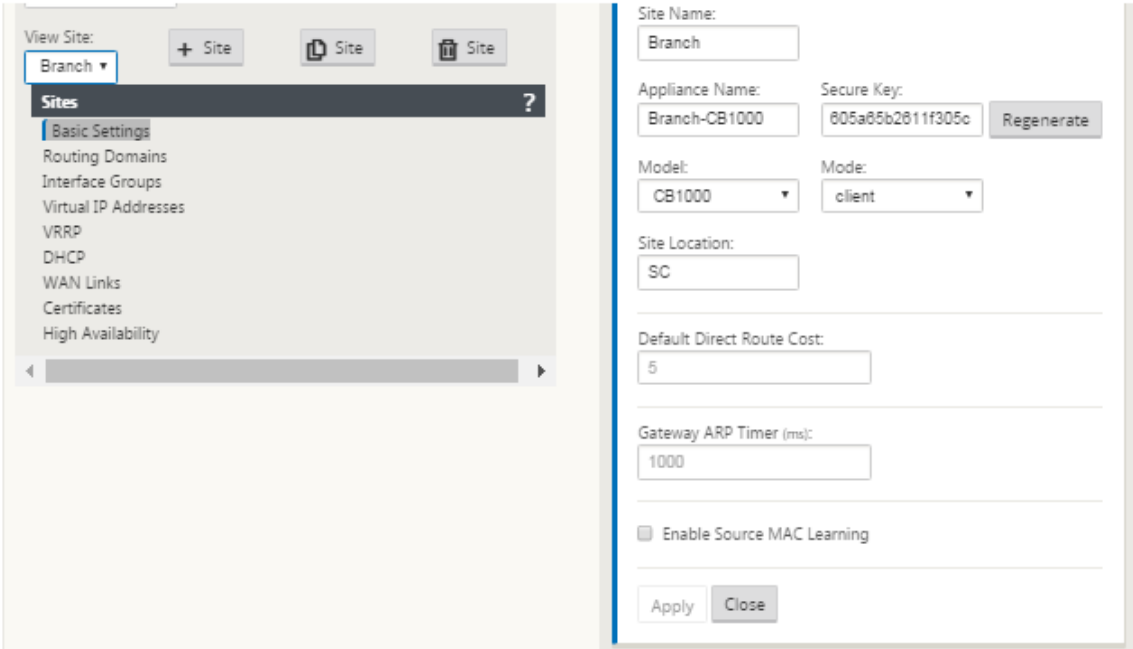 View Site:
+ Site
Site
Site
Branch
Sites ?
Basic Settings
Routing Domains
Interface Groups
Virtual IP Addresses
VRRP
DHCP
WAN Links
Certificates
High Availability
Site Name:
Branch
Appliance Name: Secure Key:
Branch-CB1000 605a65b2611f305c Regenerate
Model: Mode:
CB1000 client
Site Location:
SC
Default Direct Route Cost:
5
Gateway ARP Timer (ms):
1000
Enable Source MAC Learning
Apply Close